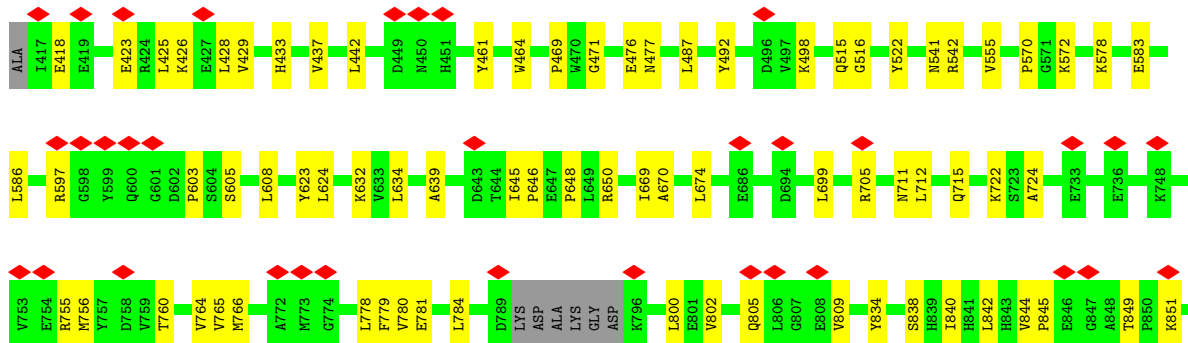 ALA I417 E418 E419 E423 R424 L425 K426 E427 L428 V429 H433 V437 L442 D449 N450 H451 Y461 W464 P469 W470 G471 E476 N477 L487 Y492 D496 V497 K498 Q515 G516 Y522 N541 R542 V555 P570 G571 K572 K578 E583
L586 R597 G598 Y599 Q600 G601 D602 P603 S604 S605 L608 Y623 L624 K632 V633 L634 A639 D643 T644 I645 P646 E647 P648 L649 R650 I669 A670 L674 E686 D694 L699 R705 N711 L712 Q715 K722 S723 A724 E733 E736 K748
V753 E754 R755 M756 Y757 D758 V759 T760 V764 V765 M766 A772 M773 G774 L778 F779 V780 E781 L784 D789 LYS ASP ALA LYS GLY ASP K796 L800 E801 V802 Q805 L806 G807 E808 V809 Y834 S838 H839 I840 H841 L842 H843 V844 P845 E846 G847 A848 T849 P850 K851